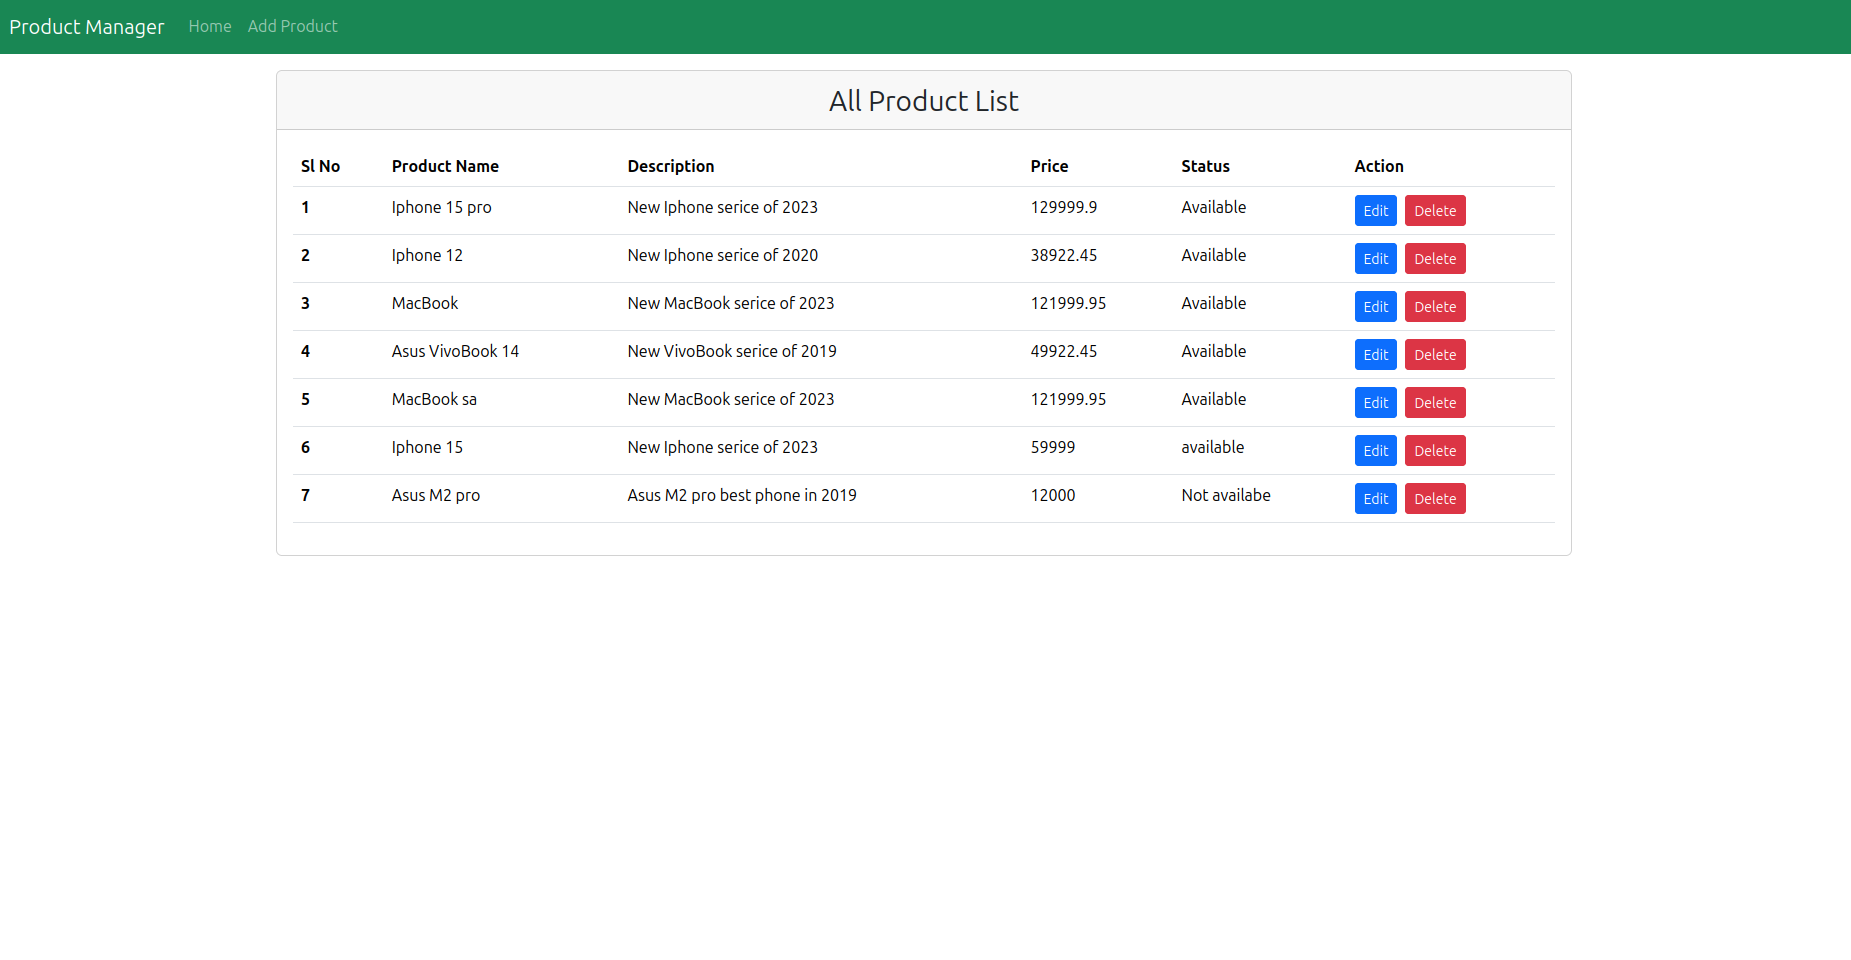 Product Manager Home Add Product
All Product List
Sl No Product Name Description Price Status Action
1 Iphone 15 pro New Iphone serice of 2023 129999.9 Available Edit Delete
2 Iphone 12 New Iphone serice of 2020 38922.45 Available Edit Delete
3 MacBook New MacBook serice of 2023 121999.95 Available Edit Delete
4 Asus VivoBook 14 New VivoBook serice of 2019 49922.45 Available Edit Delete
5 MacBook sa New MacBook serice of 2023 121999.95 Available Edit Delete
6 Iphone 15 New Iphone serice of 2023 59999 available Edit Delete
7 Asus M2 pro Asus M2 pro best phone in 2019 12000 Not availabe Edit Delete